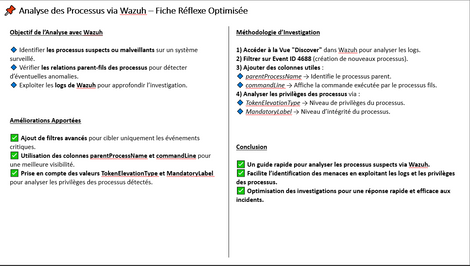 Analyse des Processus via Wazuh – Fiche Réflexe Optimisée
Objectif de l'Analyse avec Wazuh
Identifier les processus suspects ou malveillants sur un système
surveillé.
Vérifier les relations parent-fils des processus pour détecter
d'éventuelles anomalies.
Exploiter les logs de Wazuh pour approfondir l'investigation.
Améliorations Apportées
Ajout de filtres avancés pour cibler uniquement les événements
critiques.
Utilisation des colonnes parentProcessName et commandLine pour
une meilleure visibilité.
Prise en compte des valeurs TokenElevationType et MandatoryLabel
pour analyser les privilèges des processus détectés.
Méthodologie d'Investigation
1) Accéder à la Vue "Discover" dans Wazuh pour analyser les logs.
2) Filtrer sur Event ID 4688 (création de nouveaux processus).
3) Ajouter des colonnes utiles :
parentProcessName → Identifie le processus parent.
commandLine → Affiche la commande exécutée par le processus fils.
4) Analyser les privilèges des processus via :
TokenElevationType → Niveau de privilèges du processus.
MandatoryLabel → Niveau d'intégrité du processus.
Conclusion
Un guide rapide pour analyser les processus suspects via Wazuh.
Facilite l'identification des menaces en exploitant les logs et les privilèges
des processus.
Optimisation des investigations pour une réponse rapide et efficace aux
incidents.